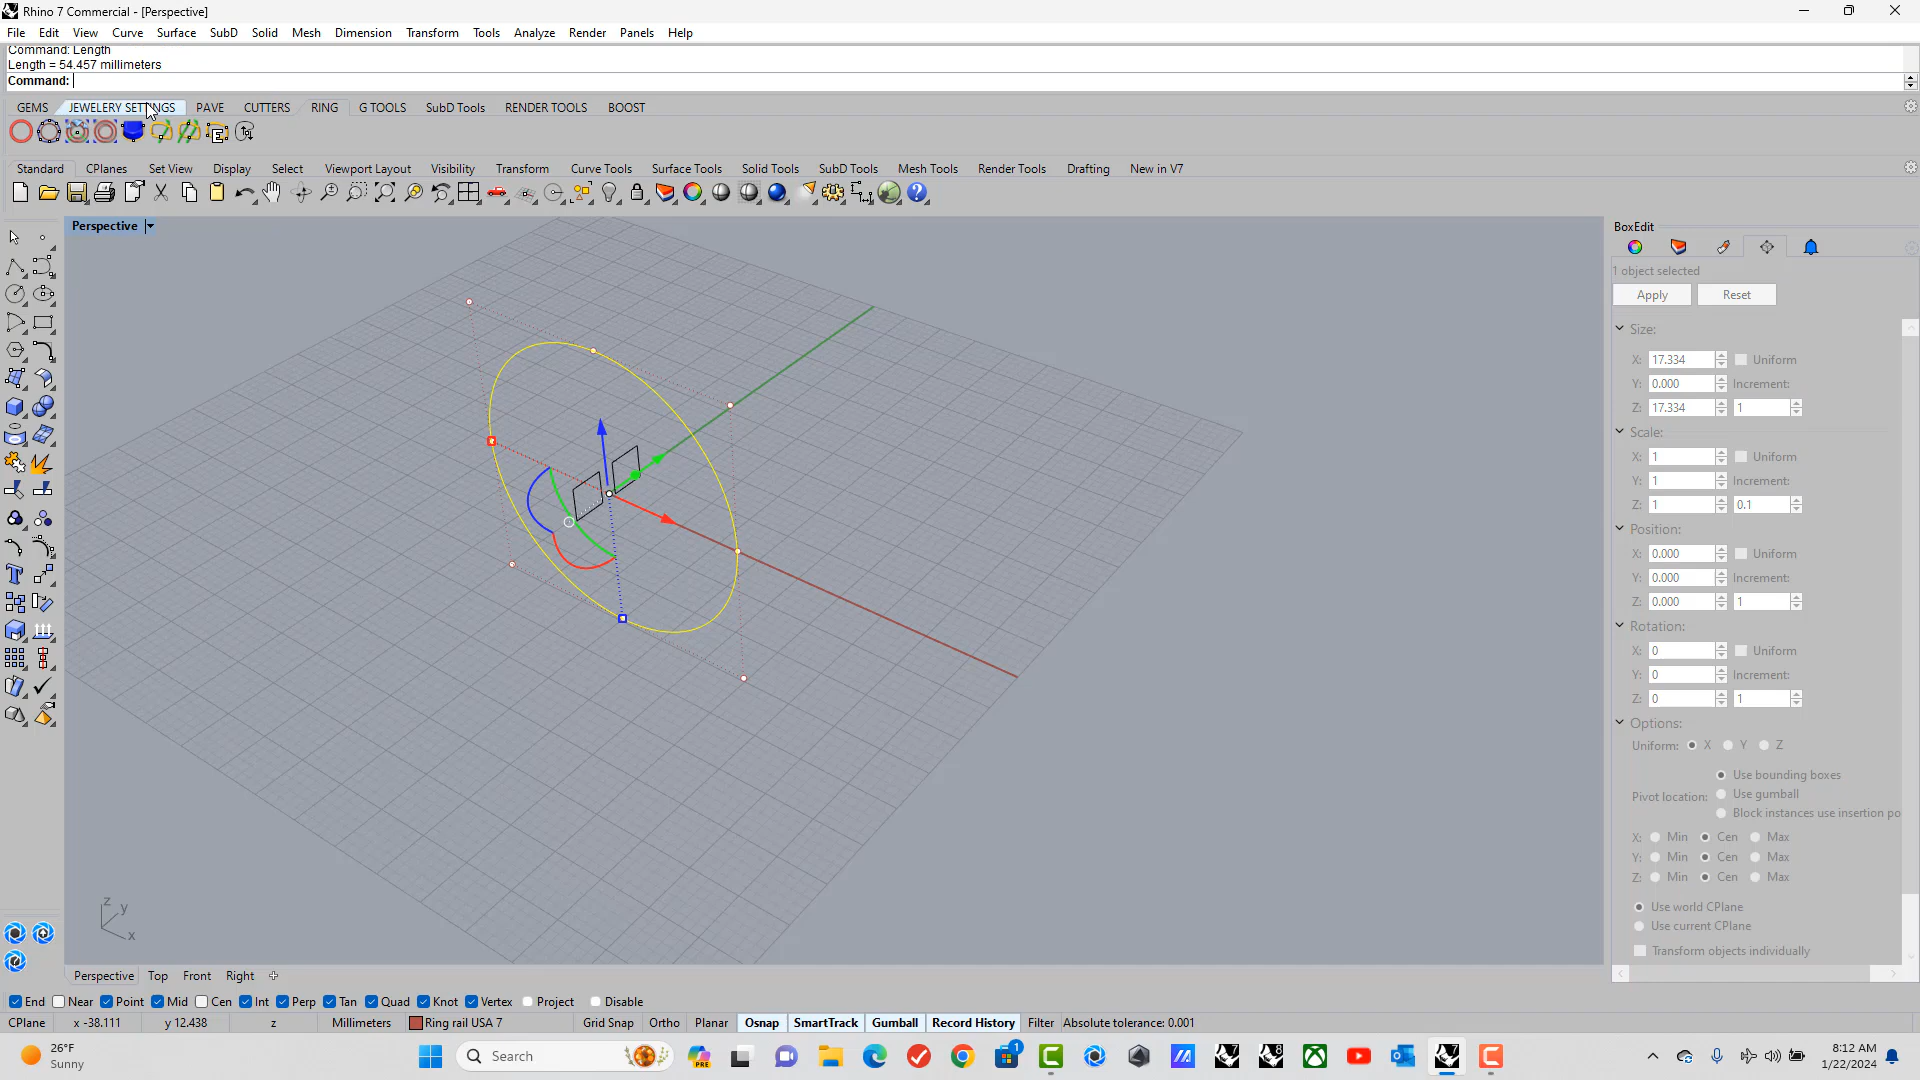 Rhino 7 Commercial - [Perspective]
File Edit View Curve Surface SubD Solid Mesh Dimension Transform Tools Analyze Render Panels Help
Command: Length
Length = 54.457 millimeters
Command:
GEMS JEWELERY SETTINGS PAVE CUTTERS RING G TOOLS SubD Tools RENDER TOOLS BOOST
Standard CPlanes Set View Display Select Viewport Layout Visibility Transform Curve Tools Surface Tools Solid Tools SubD Tools Mesh Tools Render Tools Drafting New in V7
Perspective
BoxEdit
1 object selected
Apply Reset
Size:
X: 17.334 Uniform
Y: 0.000 Increment:
Z: 17.334 1
Scale:
X: 1 Uniform
Y: 1 Increment:
Z: 1 0.1
Position:
X: 0.000 Uniform
Y: 0.000 Increment:
Z: 0.000 1
Rotation:
X: 0 Uniform
Y: 0 Increment:
Z: 0 1
Options:
Uniform: X Y Z
Use bounding boxes
Pivot location: Use gumball
Block instances use insertion po
X: Min Cen Max
Y: Min Cen Max
Z: Min Cen Max
Use world CPlane
Use current CPlane
Transform objects individually
z y x
Perspective Top Front Right
End Near Point Mid Cen Int Perp Tan Quad Knot Vertex Project Disable
CPlane x -38.111 y 12.438 z Millimeters Ring rail USA 7 Grid Snap Ortho Planar Osnap SmartTrack Gumball Record History Filter Absolute tolerance: 0.001
26°F
Sunny
Search
PRE
1
7
8
8:12 AM
1/22/2024